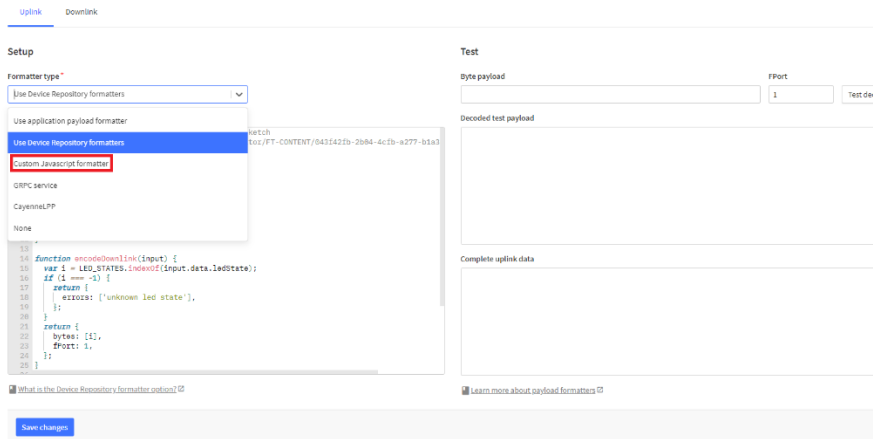 Uplink Downlink
Setup
Formatter type *
Use Device Repository formatters
Use application payload formatter
Use Device Repository formatters
Custom Javascript formatter
GRPC service
CayenneLPP
None
ketch
tor/FT-CONTENT/043f42fb-2b04-4cfb-a277-b1a3
13
14 function encodeDownlink(input) {
15 var i = LED_STATES.indexOf(input.data.ledState);
16 if (i === -1) {
17 return {
18 errors: ['unknown led state'],
19 };
20 }
21 return {
22 bytes: [i],
23 fPort: 1,
24 };
25 }
What is the Device Repository formatter option?
Save changes
Test
Byte payload FPort
1 Test dec
Decoded test payload
Complete uplink data
Learn more about payload formatters